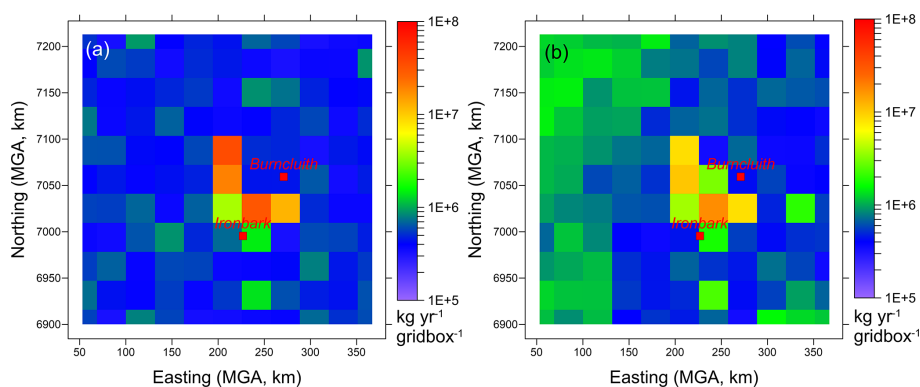 (a)
7200
7150
7100
7050
7000
6950
6900
Northing (MGA, km)
50 100 150 200 250 300 350
Easting (MGA, km)
Burncluith
Ironbark
1E+8
1E+7
1E+6
1E+5
kg yr-1
gridbox-1
(b)
7200
7150
7100
7050
7000
6950
6900
Northing (MGA, km)
50 100 150 200 250 300 350
Easting (MGA, km)
Burncluith
Ironbark
1E+8
1E+7
1E+6
1E+5
kg yr-1
gridbox-1